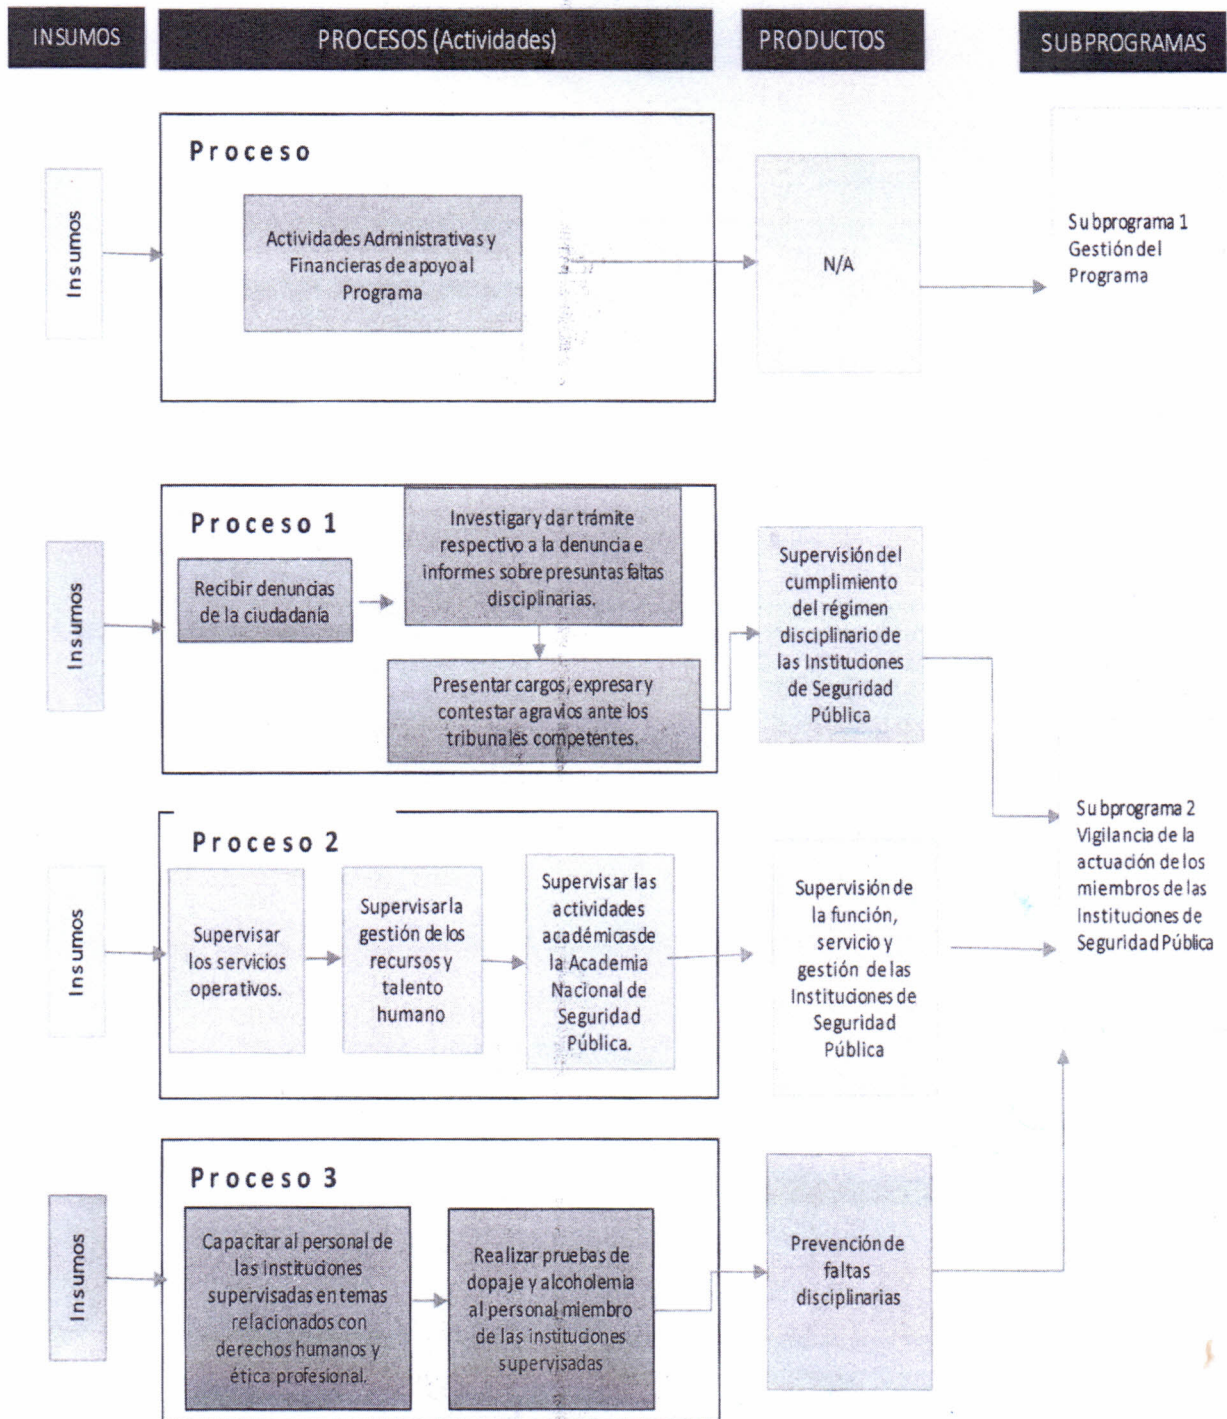 INSUMOS
PROCESOS (Actividades)
PRODUCTOS
SUBPROGRAMAS
Insumos
Proceso
Actividades Administrativas y
Financieras de apoyo al
Programa
N/A
Subprograma 1
Gestión del
Programa
Insumos
Proceso 1
Recibir denuncias
de la ciudadanía
Investigar y dar trámite
respectivo a la denuncia e
informes sobre presuntas faltas
disciplinarias.
Presentar cargos, expresar y
contestar agravios ante los
tribunales competentes.
Supervisión del
cumplimiento
del régimen
disciplinario de
las Instituciones
de Seguridad
Pública
Insumos
Proceso 2
Supervisar
los servicios
operativos.
Supervisar la
gestión de los
recursos y
talento
humano
Supervisar las
actividades
académicas de
la Academia
Nacional de
Seguridad
Pública.
Supervisión de
la función,
servicio y
gestión de las
Instituciones de
Seguridad
Pública
Subprograma 2
Vigilancia de la
actuación de los
miembros de las
Instituciones de
Seguridad Pública
Insumos
Proceso 3
Capacitar al personal de
las instituciones
supervisadas en temas
relacionados con
derechos humanos y
ética profesional.
Realizar pruebas de
dopaje y alcoholemia
al personal miembro
de las instituciones
supervisadas
Prevención de
faltas
disciplinarias